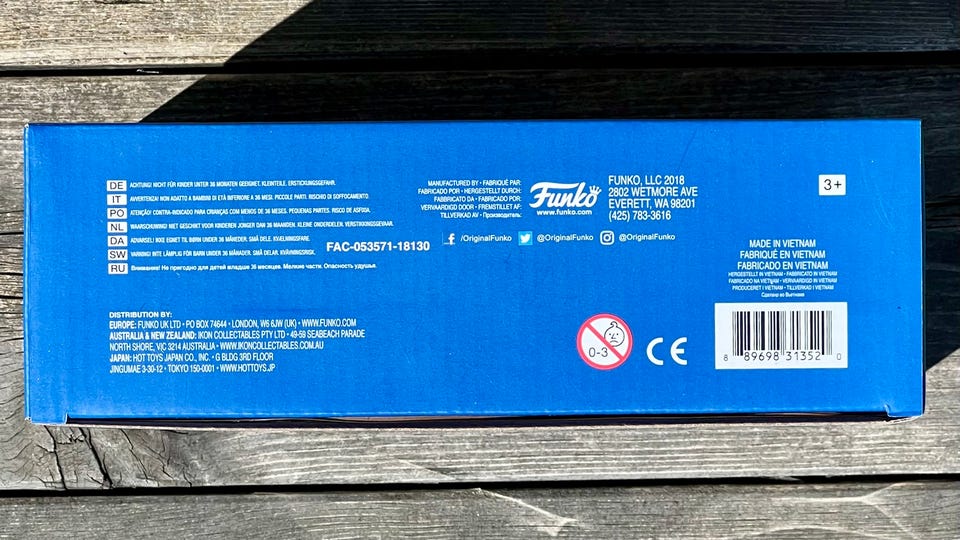 DE ACHTUNG! NICHT FÜR KINDER UNTER 36 MONATEN GEEIGNET. KLEINTEILE. ERSTICKUNGSGEFAHR.
IT AVVERTENZA! NON ADATTO A BAMBINI DI ETÀ INFERIORE A 36 MESI. PICCOLE PARTI. RISCHIO DI SOFFOCAMENTO.
PO ATENÇÃO! CONTRA-INDICADO PARA CRIANÇAS COM MENOS DE 36 MESES. PEQUENAS PARTES. RISCO DE ASFIXIA.
NL WAARSCHUWING! NIET GESCHIKT VOOR KINDEREN JONGER DAN 36 MAANDEN. KLEINE ONDERDELEN. VERSTIKKINGSGEVAAR.
DA ADVARSEL! IKKE EGNET TIL BØRN UNDER 36 MÅNEDER. SMÅ DELE. KVÆLNINGSFARE.
SW VARNING! INTE LÄMPLIG FÖR BARN UNDER 36 MÅNADER. SMÅ DELAR. KVÄVNINGSRISK.
RU Внимание! Не пригодно для детей младше 36 месяцев. Мелкие части. Опасность удушья.
FAC-053571-18130
MANUFACTURED BY • FABRIQUÉ PAR:
FABRICADO POR • HERGESTELLT DURCH:
FABBRICATO DA • FABRICADO POR:
VERVAARDIGD DOOR • FREMSTILLET AF:
TILLVERKAD AV • Производитель:
Funko
www.funko.com
FUNKO, LLC 2018
2802 WETMORE AVE
EVERETT, WA 98201
(425) 783-3616
/OriginalFunko @OriginalFunko @OriginalFunko
3+
MADE IN VIETNAM
FABRIQUÉ EN VIETNAM
FABRICADO EN VIETNAM
HERGESTELLT IN VIETNAM • FABBRICATO IN VIETNAM
FABRICADO NA VIETNAM • VERVAARDIGD IN VIETNAM
PRODUCERET I VIETNAM • TILLVERKAD I VIETNAM
Сделано во Вьетнаме
DISTRIBUTION BY:
EUROPE: FUNKO UK LTD • PO BOX 74644 • LONDON, W6 6JW (UK) • WWW.FUNKO.COM
AUSTRALIA & NEW ZEALAND: IKON COLLECTABLES PTY LTD • 49-59 SEABEACH PARADE
NORTH SHORE, VIC 3214 AUSTRALIA • WWW.IKONCOLLECTABLES.COM.AU
JAPAN: HOT TOYS JAPAN CO., INC. • G BLDG 3RD FLOOR
JINGUMAE 3-30-12 • TOKYO 150-0001 • WWW.HOTTOYS.JP
0-3
CE
8 89698 31352 0